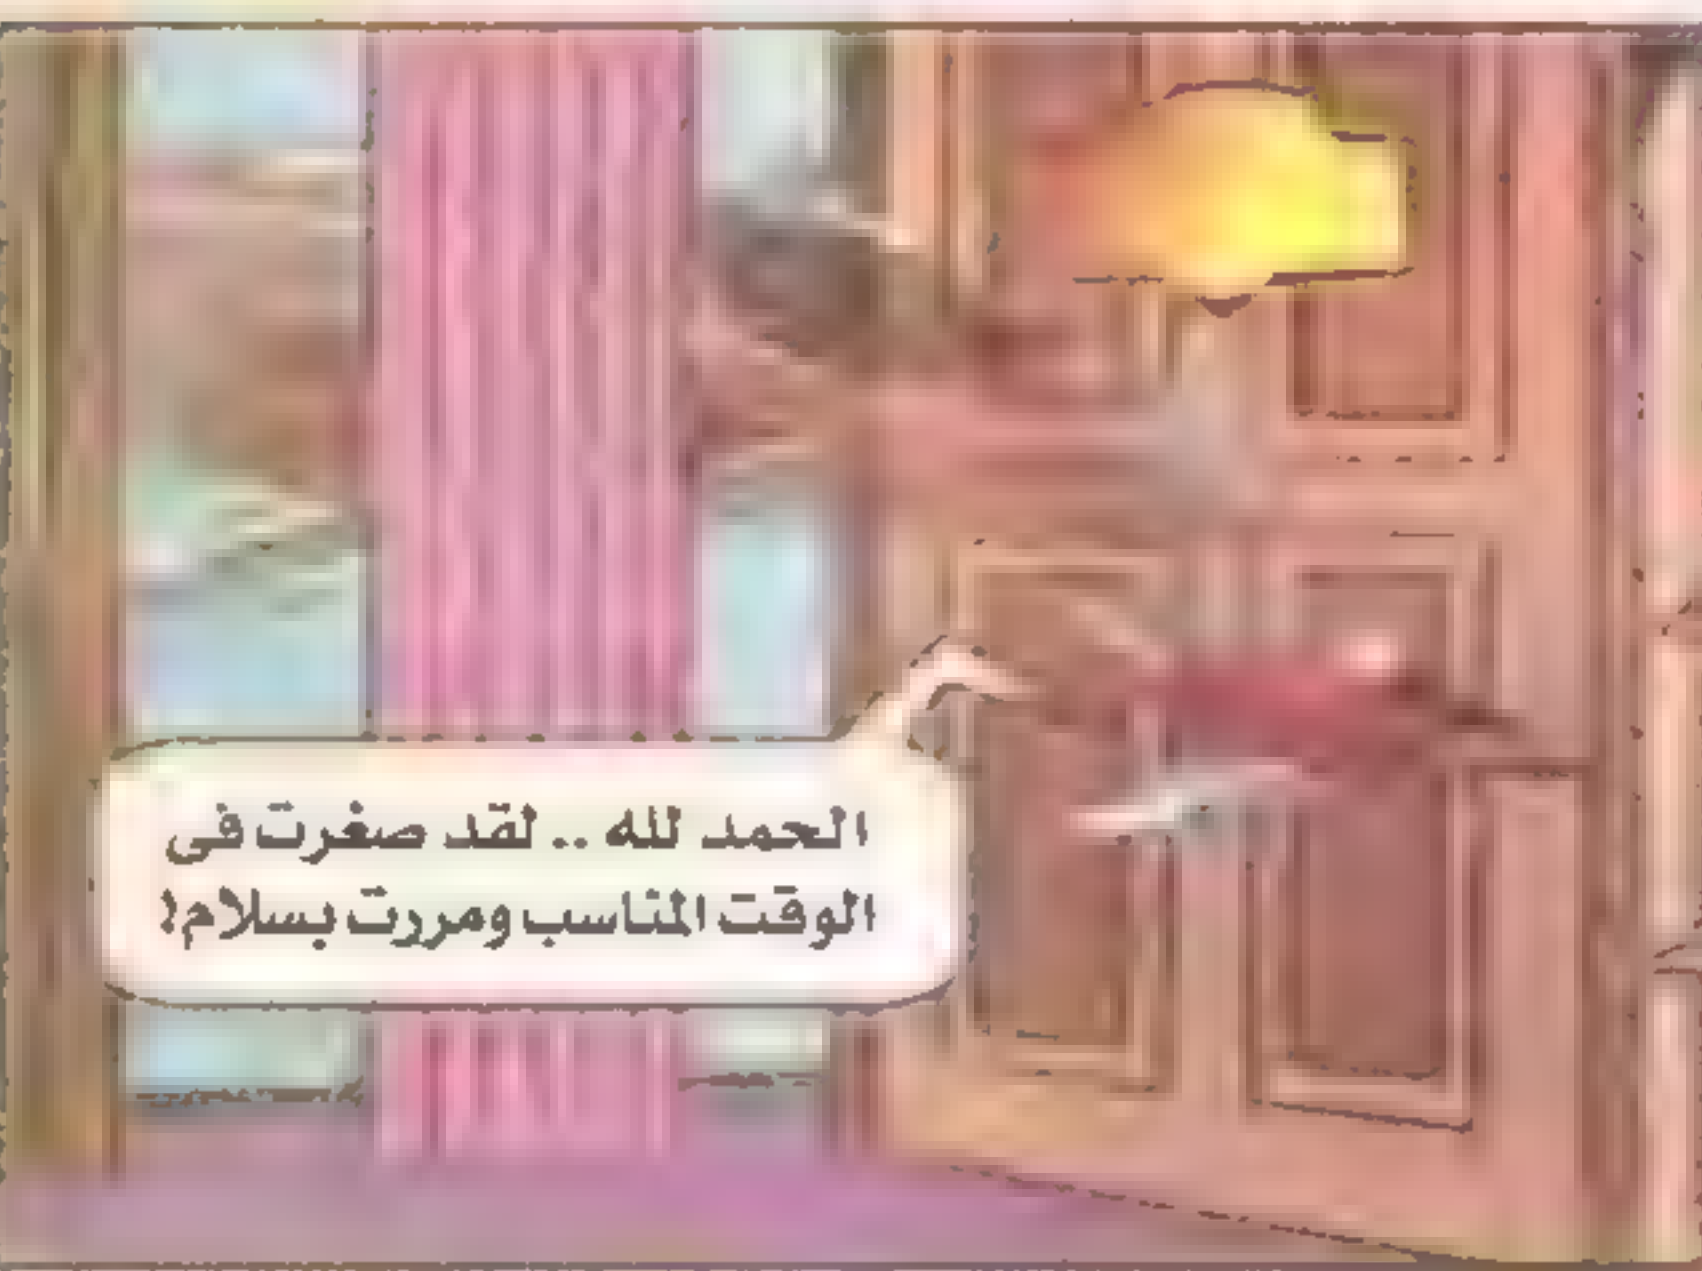 الحمد لله .. لقد صغرت فى
الوقت المناسب ومررت بسلام!